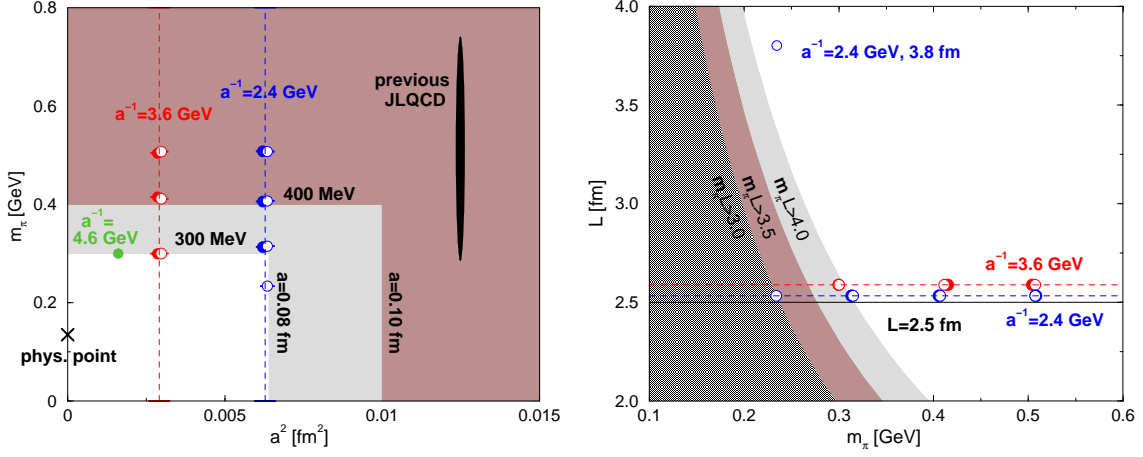 0.8
0.6
0.4
0.2
0
m_π [GeV]
0
0.005
0.01
0.015
a² [fm²]
a⁻¹=3.6 GeV
a⁻¹=2.4 GeV
previous
JLQCD
400 MeV
300 MeV
a⁻¹=
4.6 GeV
a=0.08 fm
a=0.10 fm
phys. point
4.0
3.5
3.0
2.5
2.0
L [fm]
0.1
0.2
0.3
0.4
0.5
0.6
m_π [GeV]
a⁻¹=2.4 GeV, 3.8 fm
m_πL>3.0
m_πL>3.5
m_πL>4.0
a⁻¹=3.6 GeV
L=2.5 fm
a⁻¹=2.4 GeV